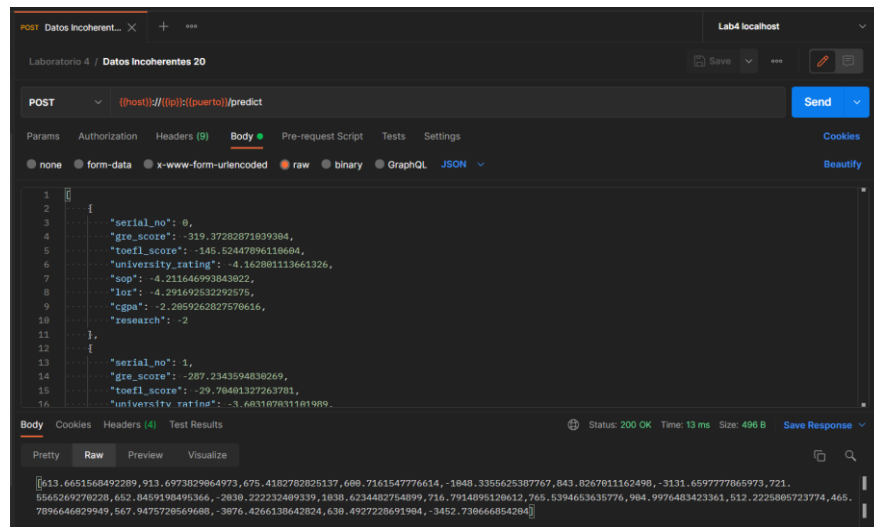 POST Datos Incoherent...
Lab4 localhost
Laboratorio 4 / Datos Incoherentes 20
Save
POST {{host}}://{{ip}}:{{puerto}}/predict
Send
Params Authorization Headers (9) Body Pre-request Script Tests Settings
Cookies
none form-data x-www-form-urlencoded raw binary GraphQL JSON
Beautify
1 [
2 {
3 "serial_no": 0,
4 "gre_score": -319.37282871039304,
5 "toefl_score": -145.52447896110604,
6 "university_rating": -4.162801113661326,
7 "sop": -4.211646993843022,
8 "lor": -4.291692532292575,
9 "cgpa": -2.2059262827570616,
10 "research": -2
11 },
12 {
13 "serial_no": 1,
14 "gre_score": -287.2343594830269,
15 "toefl_score": -29.70401327263781,
16 "university_rating": -3.603107031101989,
Body Cookies Headers (4) Test Results
Status: 200 OK Time: 13 ms Size: 496 B Save Response
Pretty Raw Preview Visualize
[613.6651568492289,913.6973829064973,675.4182782825137,600.7161547776614,-1048.3355625387767,843.8267011162498,-3131.6597777865973,721.
5565269270228,652.8459198495366,-2030.222232409339,1038.6234482754899,716.7914895120612,765.5394653635776,904.9976483423361,512.2225805723774,465.
7896646029949,567.9475720569608,-3076.4266138642824,630.4927228691904,-3452.730666854204]